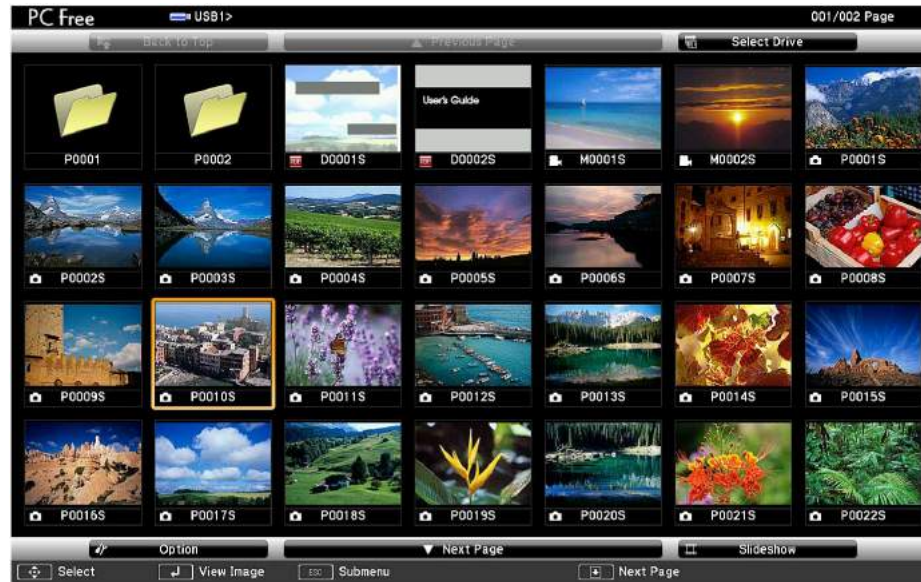 PC Free USB1> 001/002 Page
Back to Top Previous Page Select Drive
User's Guide
P0001 P0002 D0001S D0002S M0001S M0002S P0001S
P0002S P0003S P0004S P0005S P0006S P0007S P0008S
P0009S P0010S P0011S P0012S P0013S P0014S P0015S
P0016S P0017S P0018S P0019S P0020S P0021S P0022S
Option Next Page Slideshow
Select View Image ESC Submenu Next Page